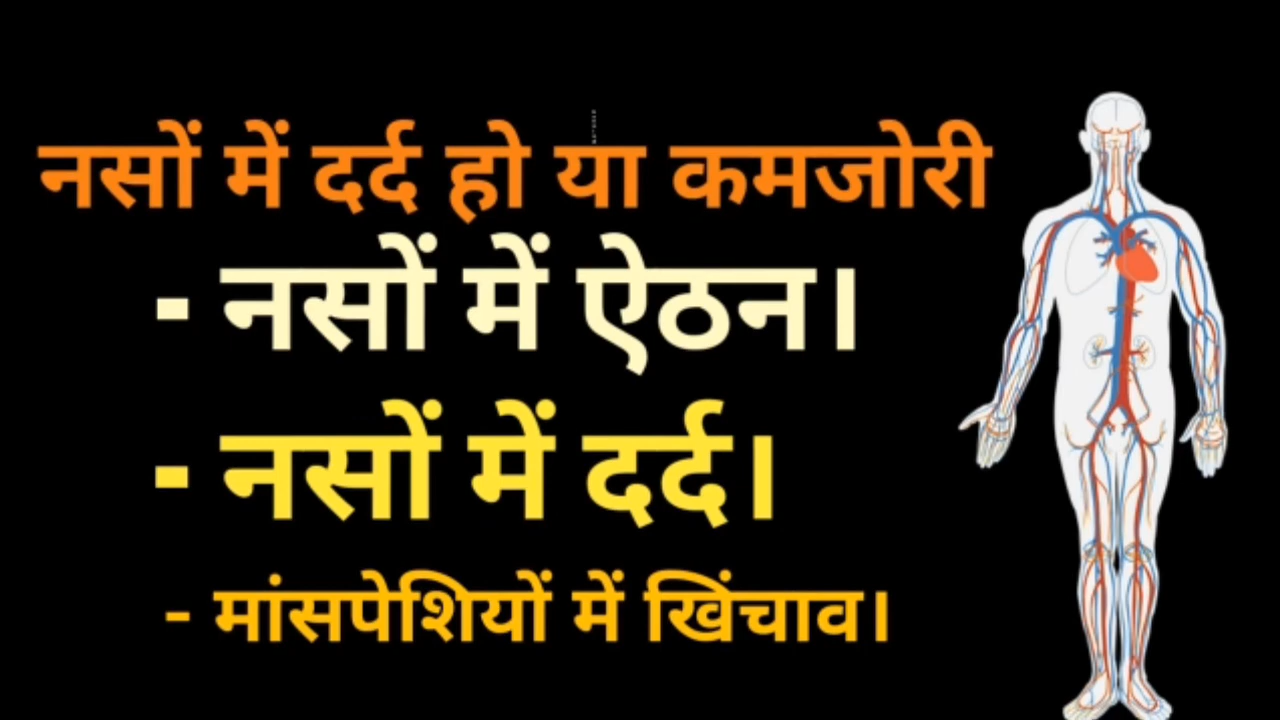 नसों में दर्द हो या कमजोरी
- नसों में ऐठन।
- नसों में दर्द।
- मांसपेशियों में खिंचाव।